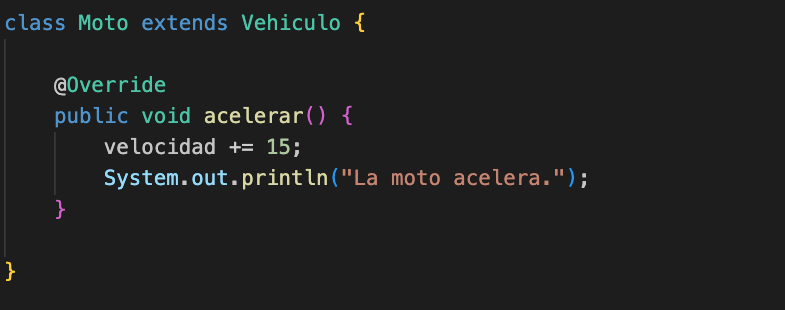 class Moto extends Vehiculo {
@Override
public void acelerar() {
velocidad += 15;
System.out.println("La moto acelera.");
}
}